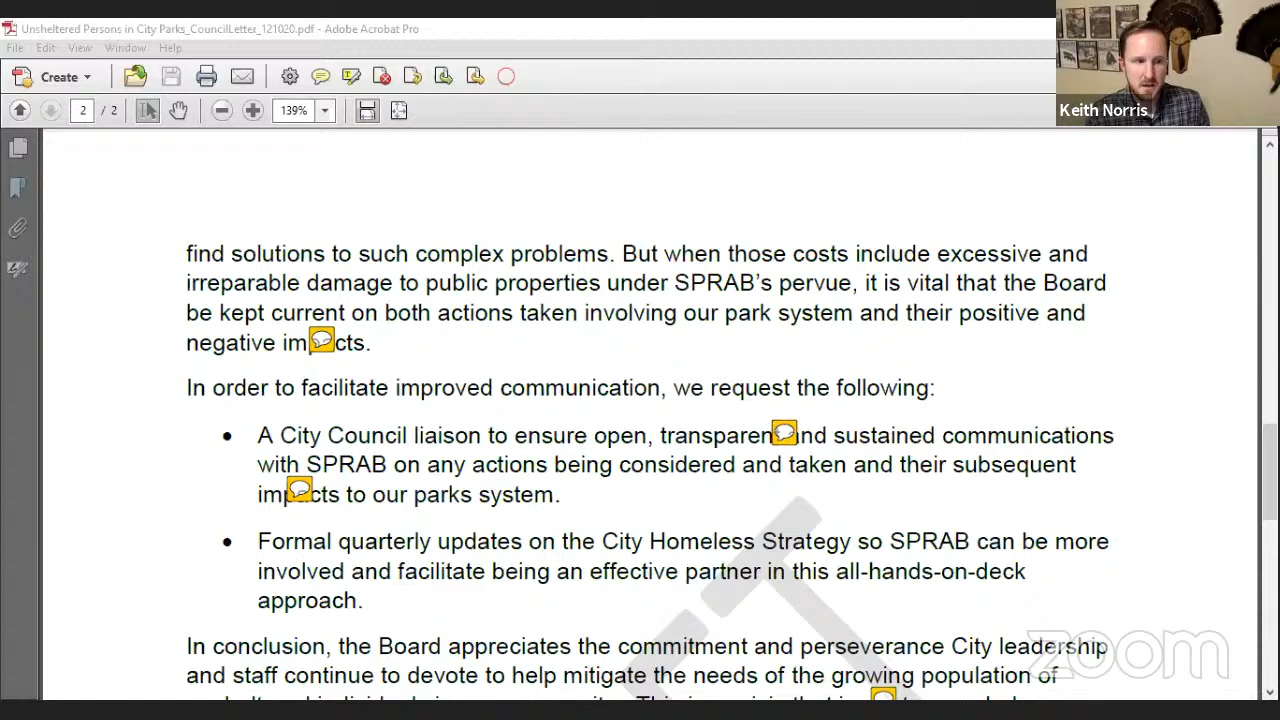 Unsheltered Persons in City Parks_CouncilLetter_121020.pdf - Adobe Acrobat Pro
File Edit View Window Help
Create
2 / 2 139%
Keith Norris
find solutions to such complex problems. But when those costs include excessive and
irreparable damage to public properties under SPRAB's pervue, it is vital that the Board
be kept current on both actions taken involving our park system and their positive and
negative impacts.
In order to facilitate improved communication, we request the following:
• A City Council liaison to ensure open, transparent and sustained communications
with SPRAB on any actions being considered and taken and their subsequent
impacts to our parks system.
• Formal quarterly updates on the City Homeless Strategy so SPRAB can be more
involved and facilitate being an effective partner in this all-hands-on-deck
approach.
In conclusion, the Board appreciates the commitment and perseverance City leadership
and staff continue to devote to help mitigate the needs of the growing population of
zoom